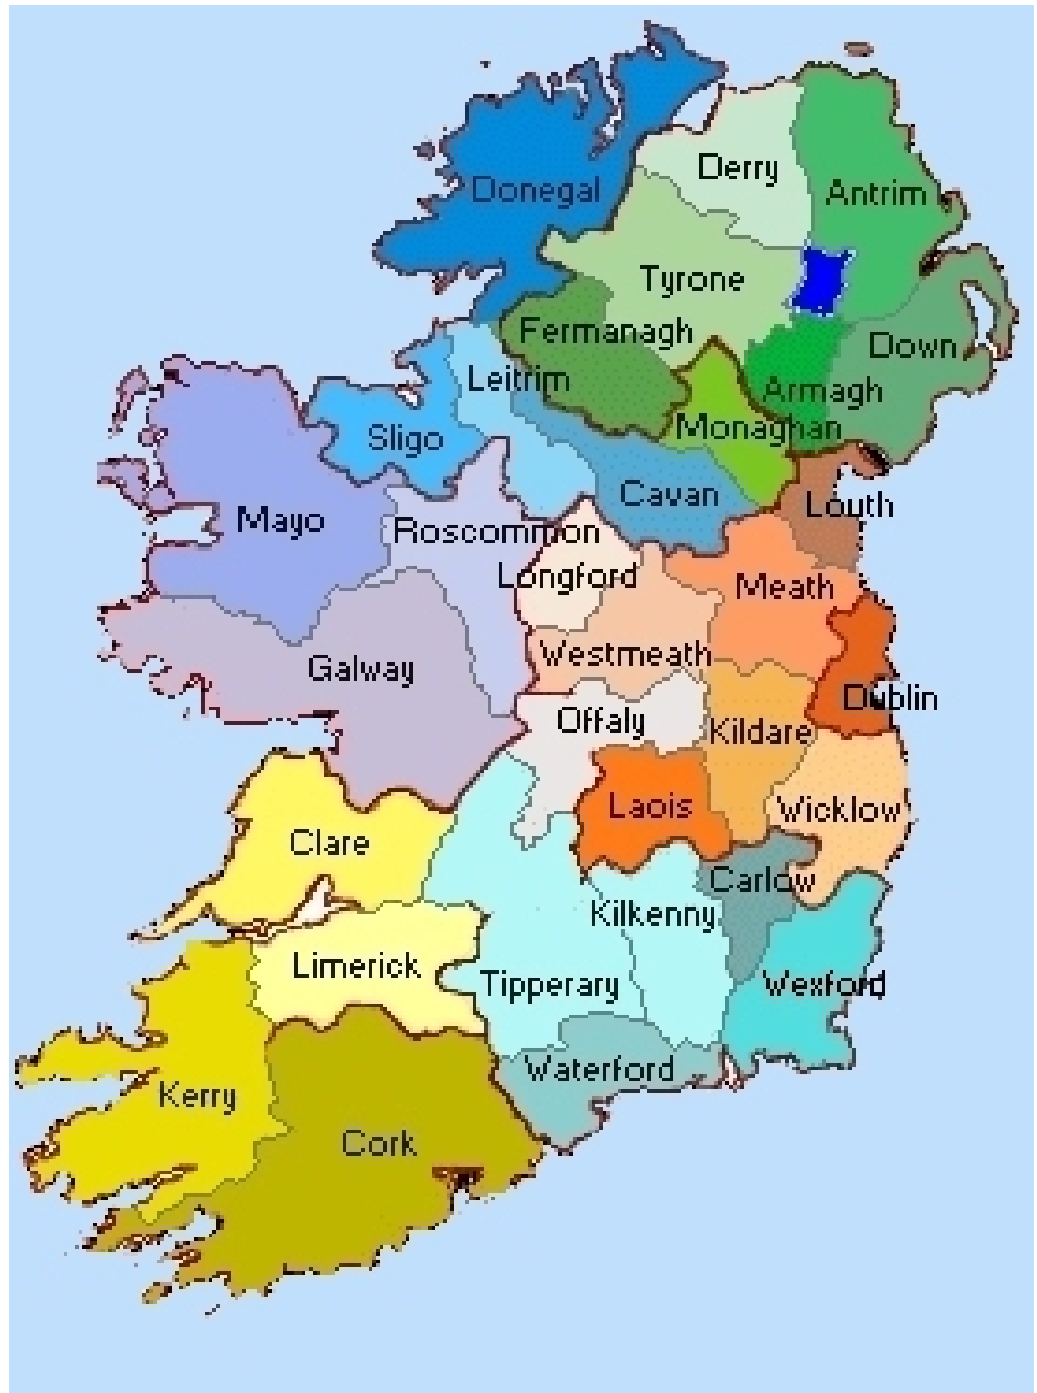 Derry
Donegal
Antrim
Tyrone
Fermanagh
Down
Leitrim
Armagh
Monaghan
Sligo
Cavan
Louth
Mayo
Roscommon
Longford
Meath
Westmeath
Galway
Dublin
Offaly
Kildare
Laois
Wicklow
Clare
Carlow
Kilkenny
Limerick
Tipperary
Wexford
Waterford
Kerry
Cork